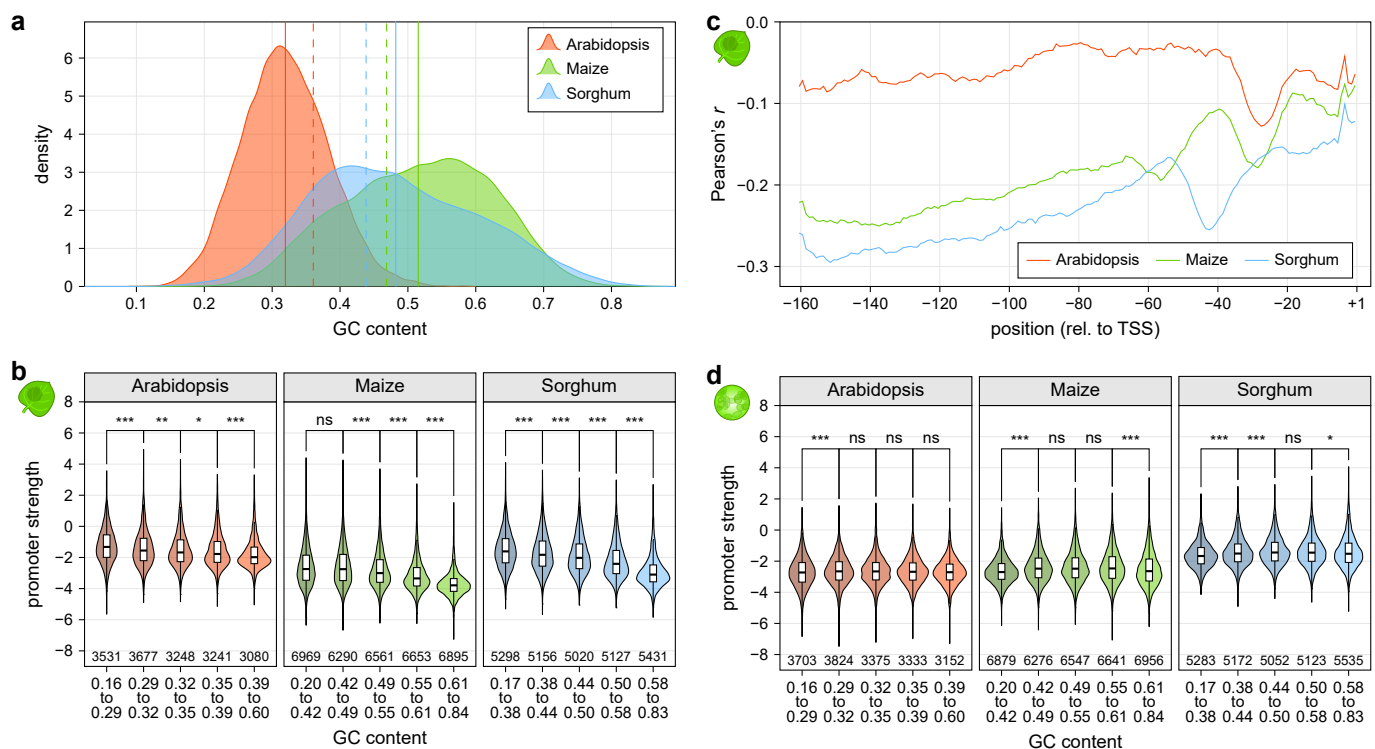 a
density
6
5
4
3
2
1
0
0.1 0.2 0.3 0.4 0.5 0.6 0.7 0.8
GC content
Arabidopsis
Maize
Sorghum
c
Pearson's r
0.0
−0.1
−0.2
−0.3
Arabidopsis Maize Sorghum
−160 −140 −120 −100 −80 −60 −40 −20 +1
position (rel. to TSS)
b
promoter strength
Arabidopsis Maize Sorghum
8
6
4
2
0
−2
−4
−6
−8
*** ** * *** ns *** *** *** *** *** *** ***
3531 3677 3248 3241 3080 6969 6290 6561 6653 6895 5298 5156 5020 5127 5431
0.16 0.29 0.32 0.35 0.39 0.20 0.42 0.49 0.55 0.61 0.17 0.38 0.44 0.50 0.58
to to to to to to to to to to to to to to to
0.29 0.32 0.35 0.39 0.60 0.42 0.49 0.55 0.61 0.84 0.38 0.44 0.50 0.58 0.83
GC content
d
promoter strength
Arabidopsis Maize Sorghum
8
6
4
2
0
−2
−4
−6
−8
*** ns ns ns *** ns ns *** *** *** ns *
3703 3824 3375 3333 3152 6879 6276 6547 6641 6956 5283 5172 5052 5123 5535
0.16 0.29 0.32 0.35 0.39 0.20 0.42 0.49 0.55 0.61 0.17 0.38 0.44 0.50 0.58
to to to to to to to to to to to to to to to
0.29 0.32 0.35 0.39 0.60 0.42 0.49 0.55 0.61 0.84 0.38 0.44 0.50 0.58 0.83
GC content